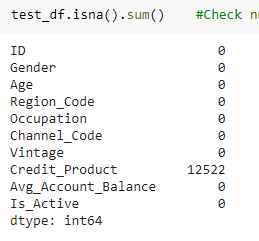 test_df.isna().sum() #Check
ID 0
Gender 0
Age 0
Region_Code 0
Occupation 0
Channel_Code 0
Vintage 0
Credit_Product 12522
Avg_Account_Balance 0
Is_Active 0
dtype: int64